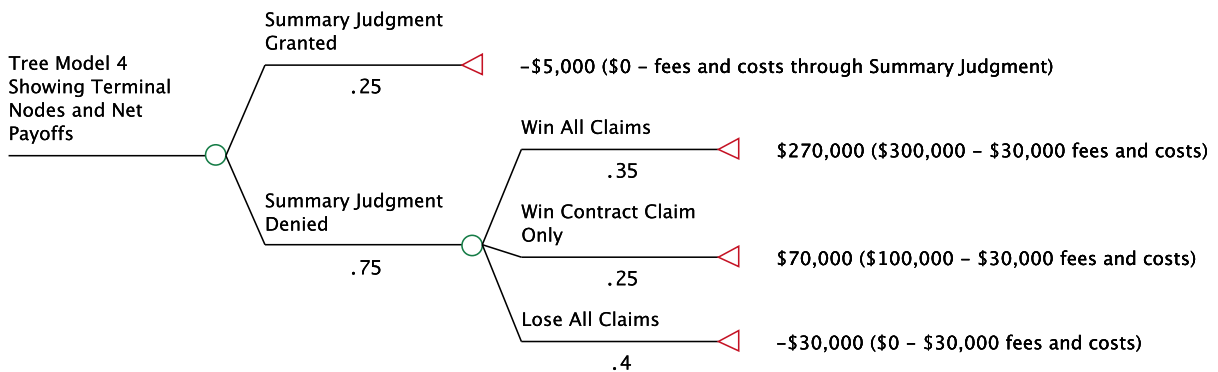 Tree Model 4
Showing Terminal
Nodes and Net
Payoffs
Summary Judgment
Granted
.25
-$5,000 ($0 – fees and costs through Summary Judgment)
Summary Judgment
Denied
.75
Win All Claims
.35
$270,000 ($300,000 – $30,000 fees and costs)
Win Contract Claim
Only
.25
$70,000 ($100,000 – $30,000 fees and costs)
Lose All Claims
.4
-$30,000 ($0 – $30,000 fees and costs)